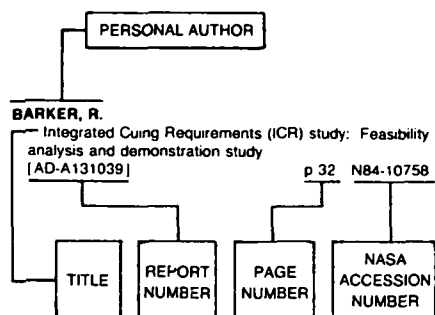 PERSONAL AUTHOR
BARKER, R.
Integrated Cuing Requirements (ICR) study: Feasibility
analysis and demonstration study
[AD-A131039] p 32 N84-10758
TITLE
REPORT
NUMBER
PAGE
NUMBER
NASA
ACCESSION
NUMBER